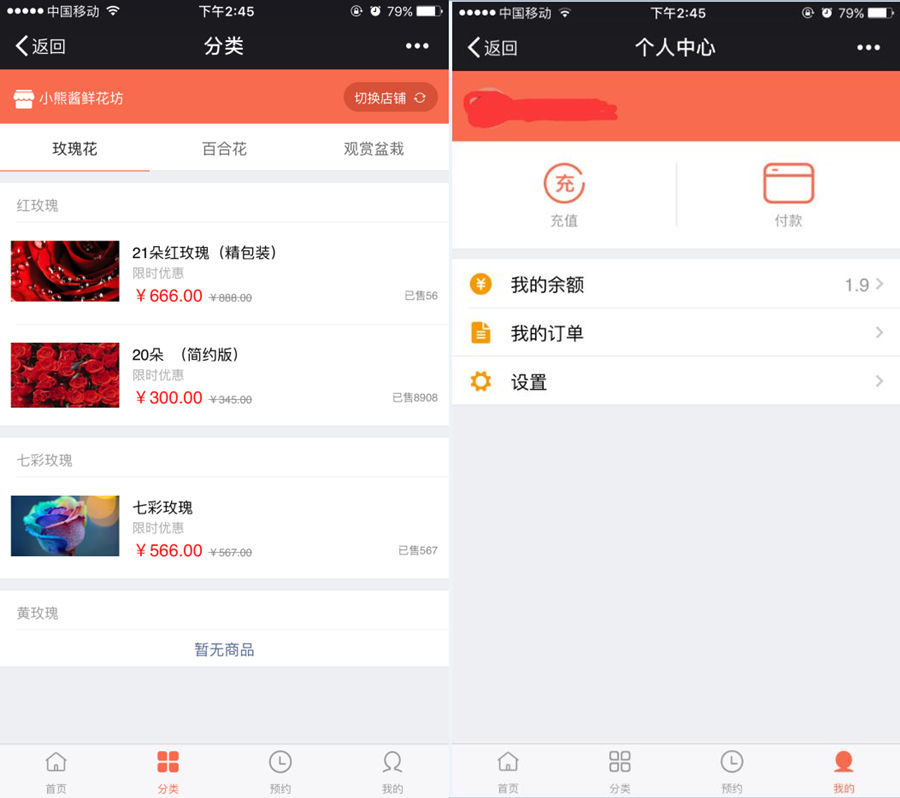 中国移动 下午2:45 79%
返回 分类
小熊酱鲜花坊 切换店铺
玫瑰花 百合花 观赏盆栽
红玫瑰
21朵红玫瑰（精包装）
限时优惠
￥666.00 ￥888.00 已售56
20朵 （简约版）
限时优惠
￥300.00 ￥345.00 已售8908
七彩玫瑰
七彩玫瑰
限时优惠
￥566.00 ￥567.00 已售567
黄玫瑰
暂无商品
首页 分类 预约 我的
中国移动 下午2:45 79%
返回 个人中心
充
充值 付款
¥ 我的余额 1.9
我的订单
设置
首页 分类 预约 我的